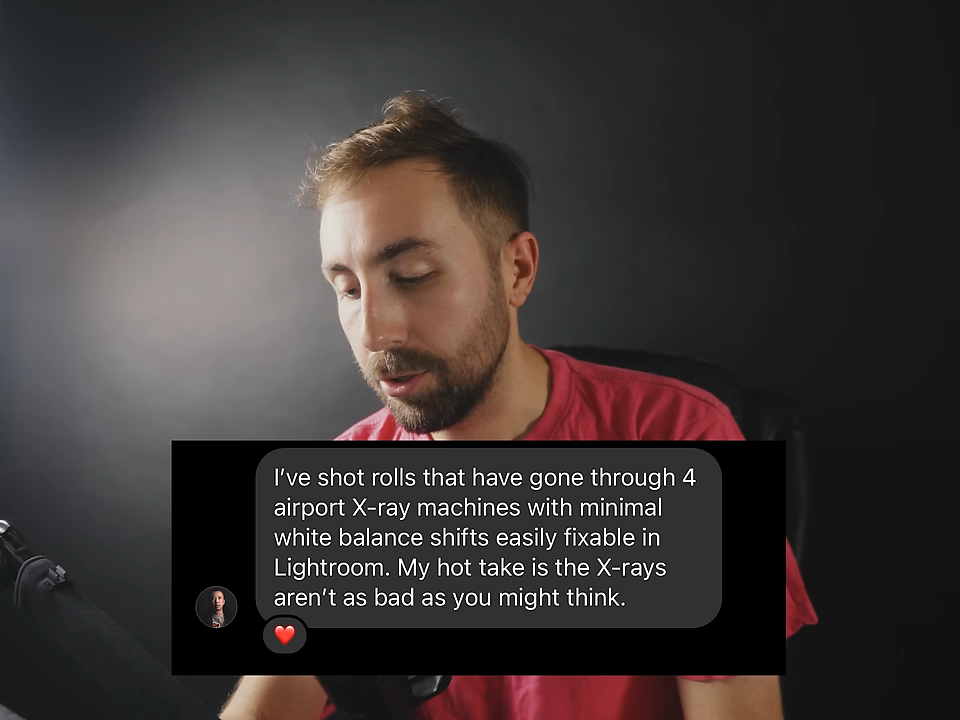 I’ve shot rolls that have gone through 4
airport X-ray machines with minimal
white balance shifts easily fixable in
Lightroom. My hot take is the X-rays
aren’t as bad as you might think.